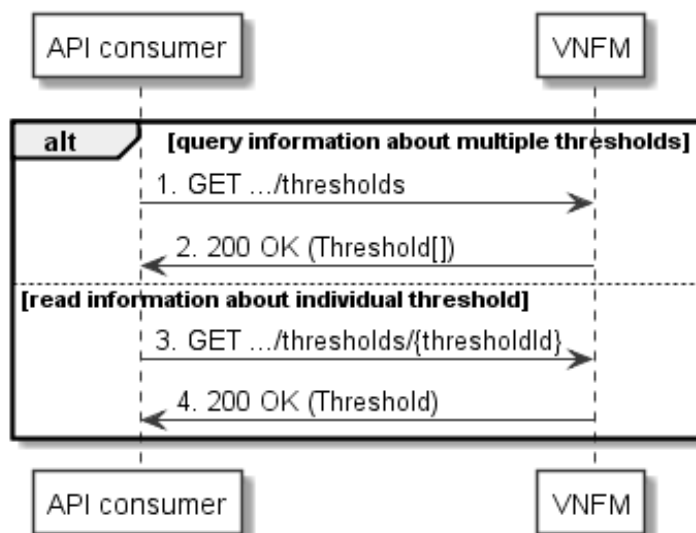 API consumer VNFM
alt [query information about multiple thresholds]
1. GET .../thresholds
2. 200 OK (Threshold[])
[read information about individual threshold]
3. GET .../thresholds/{thresholdId}
4. 200 OK (Threshold)
API consumer VNFM